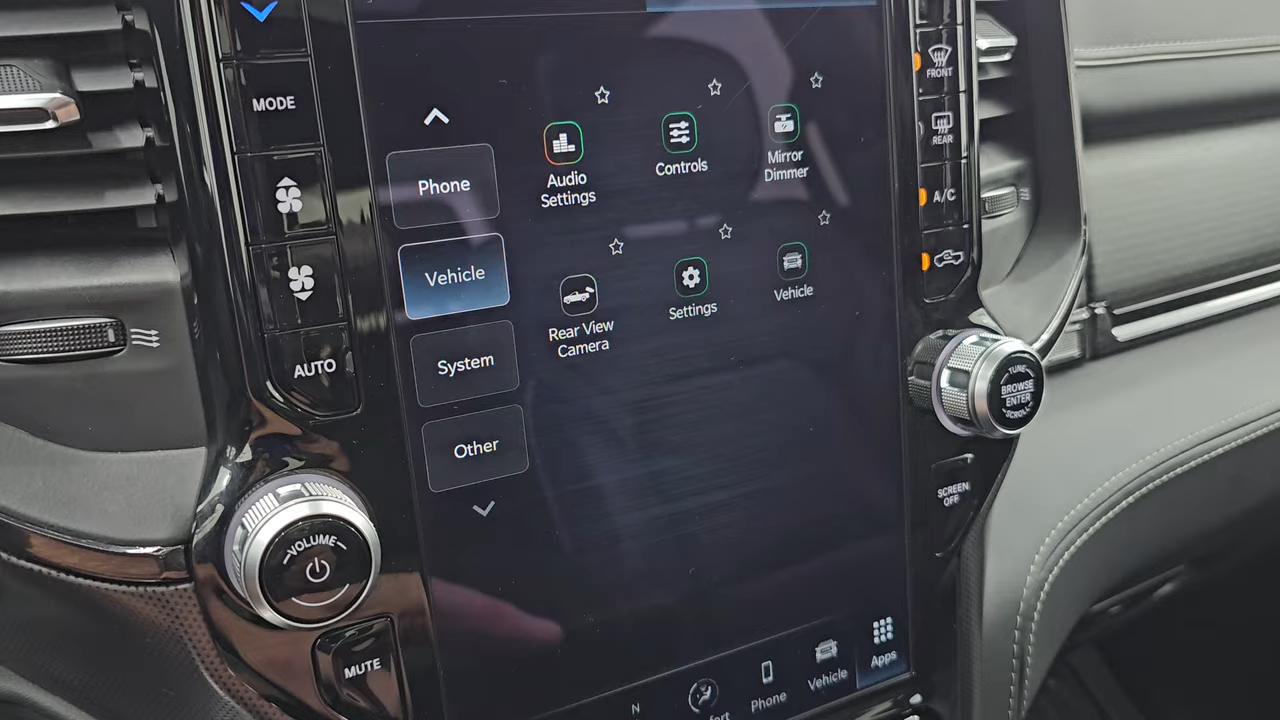 MODE
AUTO
VOLUME
MUTE
Phone
Vehicle
System
Other
Audio
Settings
Controls
Mirror
Dimmer
Rear View
Camera
Settings
Vehicle
N
Phone
Vehicle
Apps
FRONT
REAR
A/C
TUNE
BROWSE
ENTER
SCROLL
SCREEN
OFF